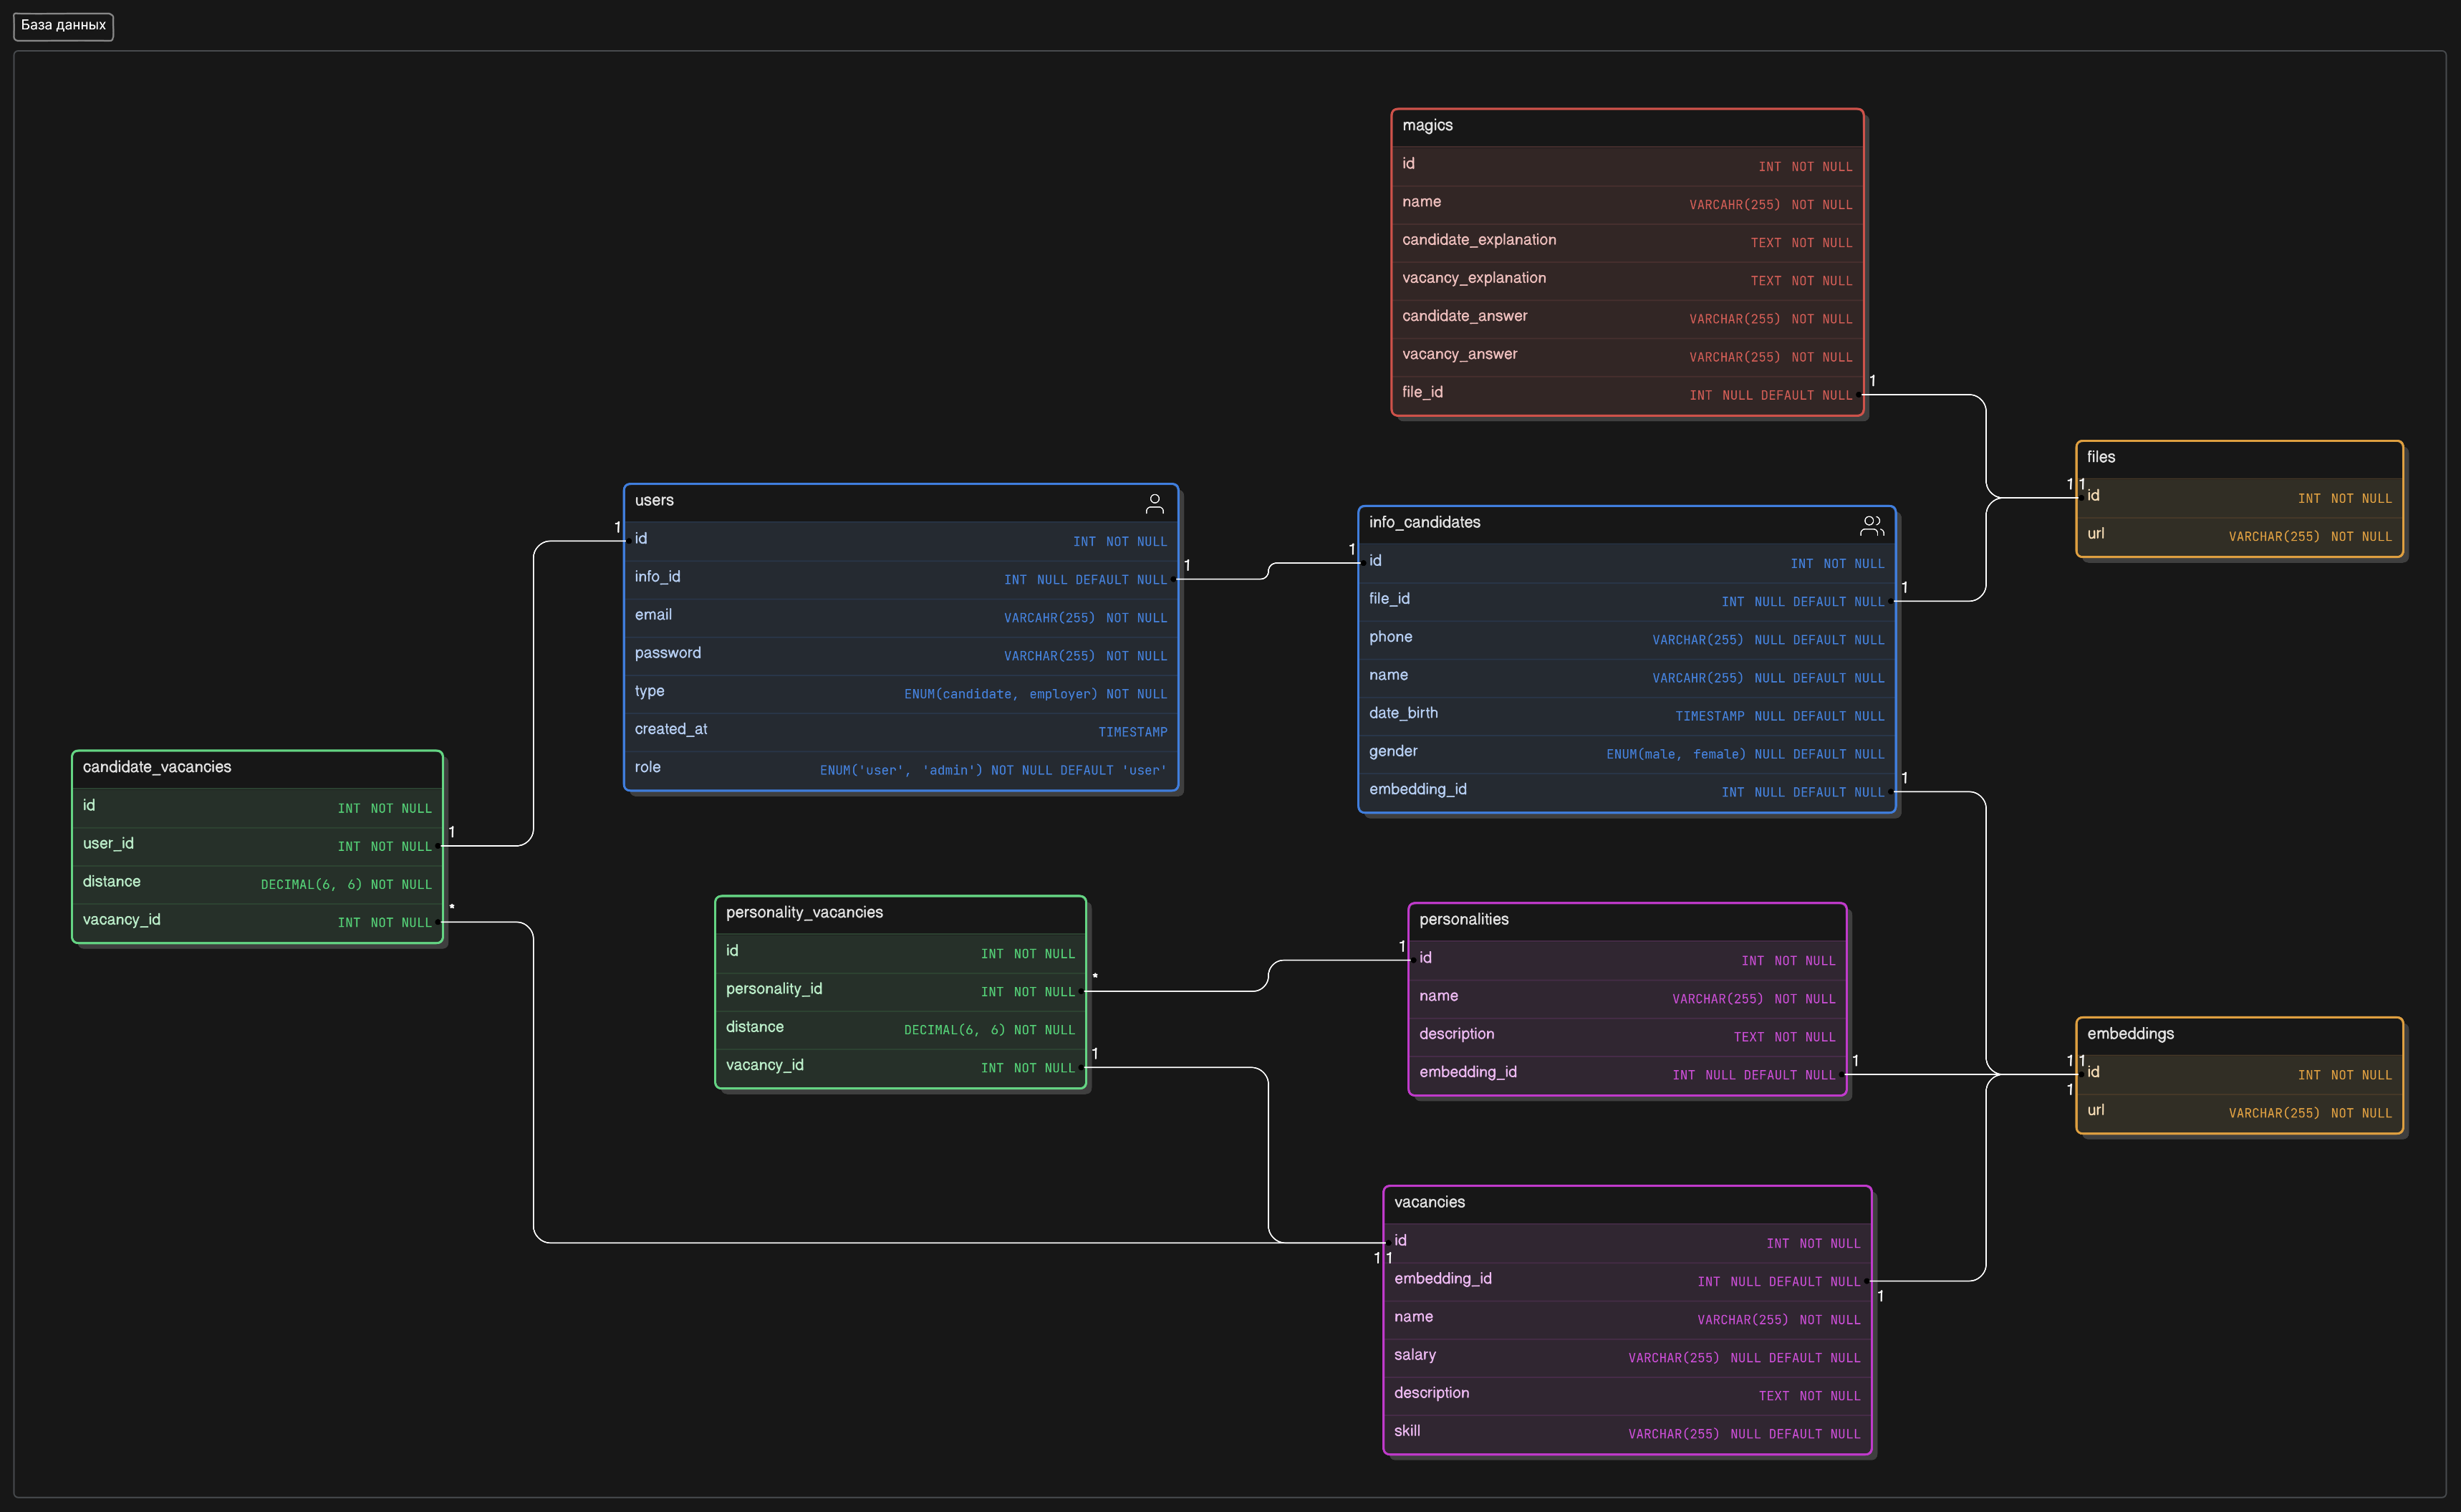 База данных
magics
id INT NOT NULL
name VARCAHR(255) NOT NULL
candidate_explanation TEXT NOT NULL
vacancy_explanation TEXT NOT NULL
candidate_answer VARCHAR(255) NOT NULL
vacancy_answer VARCHAR(255) NOT NULL
file_id INT NULL DEFAULT NULL
1
files
1 1
id INT NOT NULL
url VARCHAR(255) NOT NULL
users
1
id INT NOT NULL
info_id INT NULL DEFAULT NULL
1
email VARCAHR(255) NOT NULL
password VARCHAR(255) NOT NULL
type ENUM(candidate, employer) NOT NULL
created_at TIMESTAMP
role ENUM('user', 'admin') NOT NULL DEFAULT 'user'
info_candidates
1
id INT NOT NULL
file_id INT NULL DEFAULT NULL
1
phone VARCHAR(255) NULL DEFAULT NULL
name VARCAHR(255) NULL DEFAULT NULL
date_birth TIMESTAMP NULL DEFAULT NULL
gender ENUM(male, female) NULL DEFAULT NULL
embedding_id INT NULL DEFAULT NULL
1
candidate_vacancies
id INT NOT NULL
user_id INT NOT NULL
1
distance DECIMAL(6, 6) NOT NULL
vacancy_id INT NOT NULL
*
personality_vacancies
id INT NOT NULL
personality_id INT NOT NULL
*
distance DECIMAL(6, 6) NOT NULL
vacancy_id INT NOT NULL
1
personalities
1
id INT NOT NULL
name VARCHAR(255) NOT NULL
description TEXT NOT NULL
embedding_id INT NULL DEFAULT NULL
1
embeddings
1 1
id INT NOT NULL
1
url VARCHAR(255) NOT NULL
vacancies
id INT NOT NULL
1 1
embedding_id INT NULL DEFAULT NULL
1
name VARCHAR(255) NOT NULL
salary VARCHAR(255) NULL DEFAULT NULL
description TEXT NOT NULL
skill VARCHAR(255) NULL DEFAULT NULL